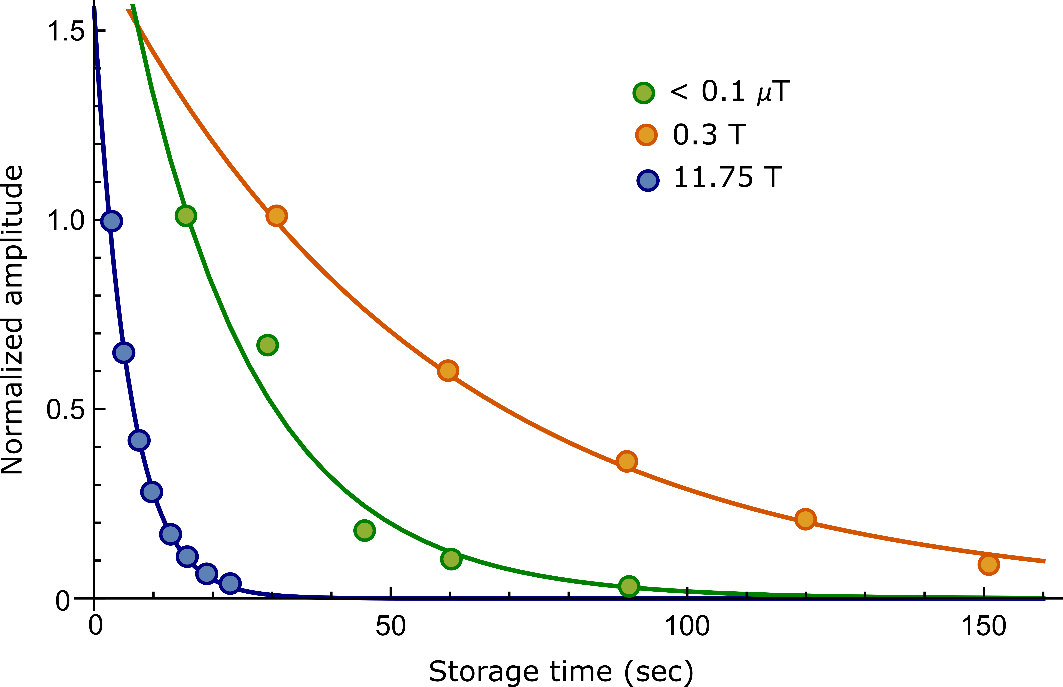 1.5
1.0
0.5
0
Normalized amplitude
< 0.1 μT
0.3 T
11.75 T
0 50 100 150
Storage time (sec)